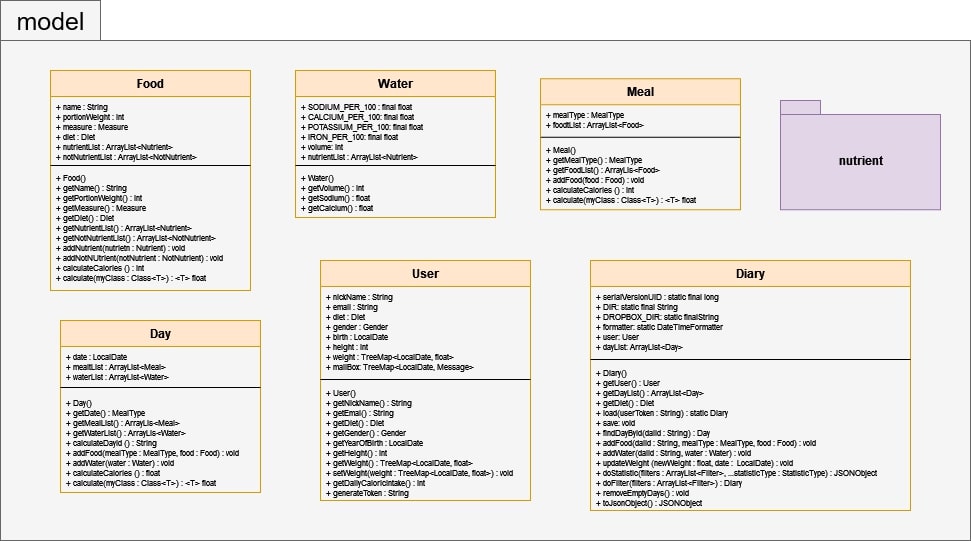 model
Food
+ name : String
+ portionWeight : int
+ measure : Measure
+ diet : Diet
+ nutrientList : ArrayList<Nutrient>
+ notNutrientList : ArrayList<NotNutrient>
+ Food()
+ getName() : String
+ getPortionWeight() : int
+ getMeasure() : Measure
+ getDiet() : Diet
+ getNutrientList() : ArrayList<Nutrient>
+ getNotNutrientList() : ArrayList<NotNutrient>
+ addNutrient(nutrietn : Nutrient) : void
+ addNotNUtrient(notNutrient : NotNutrient) : void
+ calculateCalories () : int
+ calculate(myClass : Class<T>) : <T> float
Water
+ SODIUM_PER_100 : final float
+ CALCIUM_PER_100: final float
+ POTASSIUM_PER_100: final float
+ IRON_PER_100: final float
+ volume: int
+ nutrientList : ArrayList<Nutrient>
+ Water()
+ getVolume() : int
+ getSodium() : float
+ getCalcium() : float
Meal
+ mealType : MealType
+ foodtList : ArrayList<Food>
+ Meal()
+ getMealType() : MealType
+ getFoodList() : ArrayLis<Food>
+ addFood(food : Food) : void
+ calculateCalories () : int
+ calculate(myClass : Class<T>) : <T> float
nutrient
Day
+ date : LocalDate
+ mealtList : ArrayList<Meal>
+ waterList : ArrayList<Water>
+ Day()
+ getDate() : MealType
+ getMealList() : ArrayLis<Meal>
+ getWaterList() : ArrayLis<Water>
+ calculateDayId () : String
+ addFood(mealType : MealType, food : Food) : void
+ addWater(water : Water) : void
+ calculateCalories () : float
+ calculate(myClass : Class<T>) : <T> float
User
+ nickName : String
+ email : String
+ diet : Diet
+ gender : Gender
+ birth : LocalDate
+ height : int
+ weight : TreeMap<LocalDate, float>
+ mailBox: TreeMap<LocalDate, Message>
+ User()
+ getNickName() : String
+ getEmai() : String
+ getDiet() : Diet
+ getGender() : Gender
+ getYearOfBirth : LocalDate
+ getHeight() : int
+ getWeight() : TreeMap<LocalDate, float>
+ setWeight(weight : TreeMap<LocalDate, float>) : void
+ getDailyCaloricIntake() : int
+ generateToken : String
Diary
+ serialVersionUID : static final long
+ DIR: static final String
+ DROPBOX_DIR: static finalString
+ formatter: static DateTimeFormatter
+ user: User
+ dayList: ArrayList<Day>
+ Diary()
+ getUser() : User
+ getDayList() : ArrayList<Day>
+ getDiet() : Diet
+ load(userToken : String) : static Diary
+ save: void
+ findDayById(daiId : String) : Day
+ addFood(daiId : String, mealType : MealType, food : Food) : void
+ addWater(daiId : String, water : Water) : void
+ updateWeight (newWeight : float, date : LocalDate) : void
+ doStatistic(filters : ArrayList<Filter>, ...statisticType : StatisticType) : JSONObject
+ doFilter(filters : ArrayList<Filter>) : Diary
+ removeEmptyDays() : void
+ toJsonObject() : JSONObject